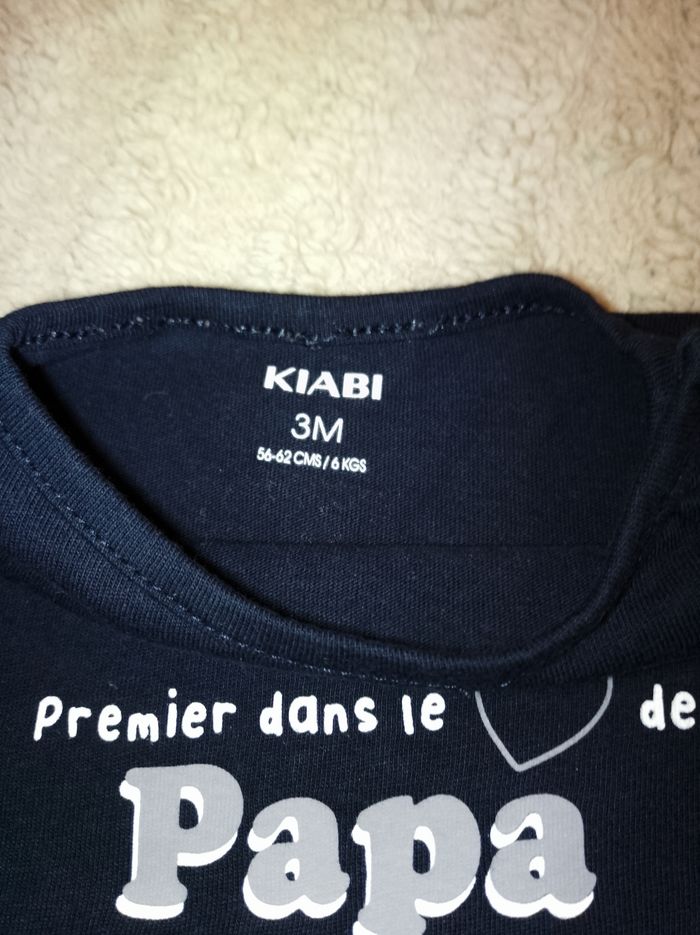 KIABI
3M
56-62 CMS / 6 KGS
Premier dans le de
Papa